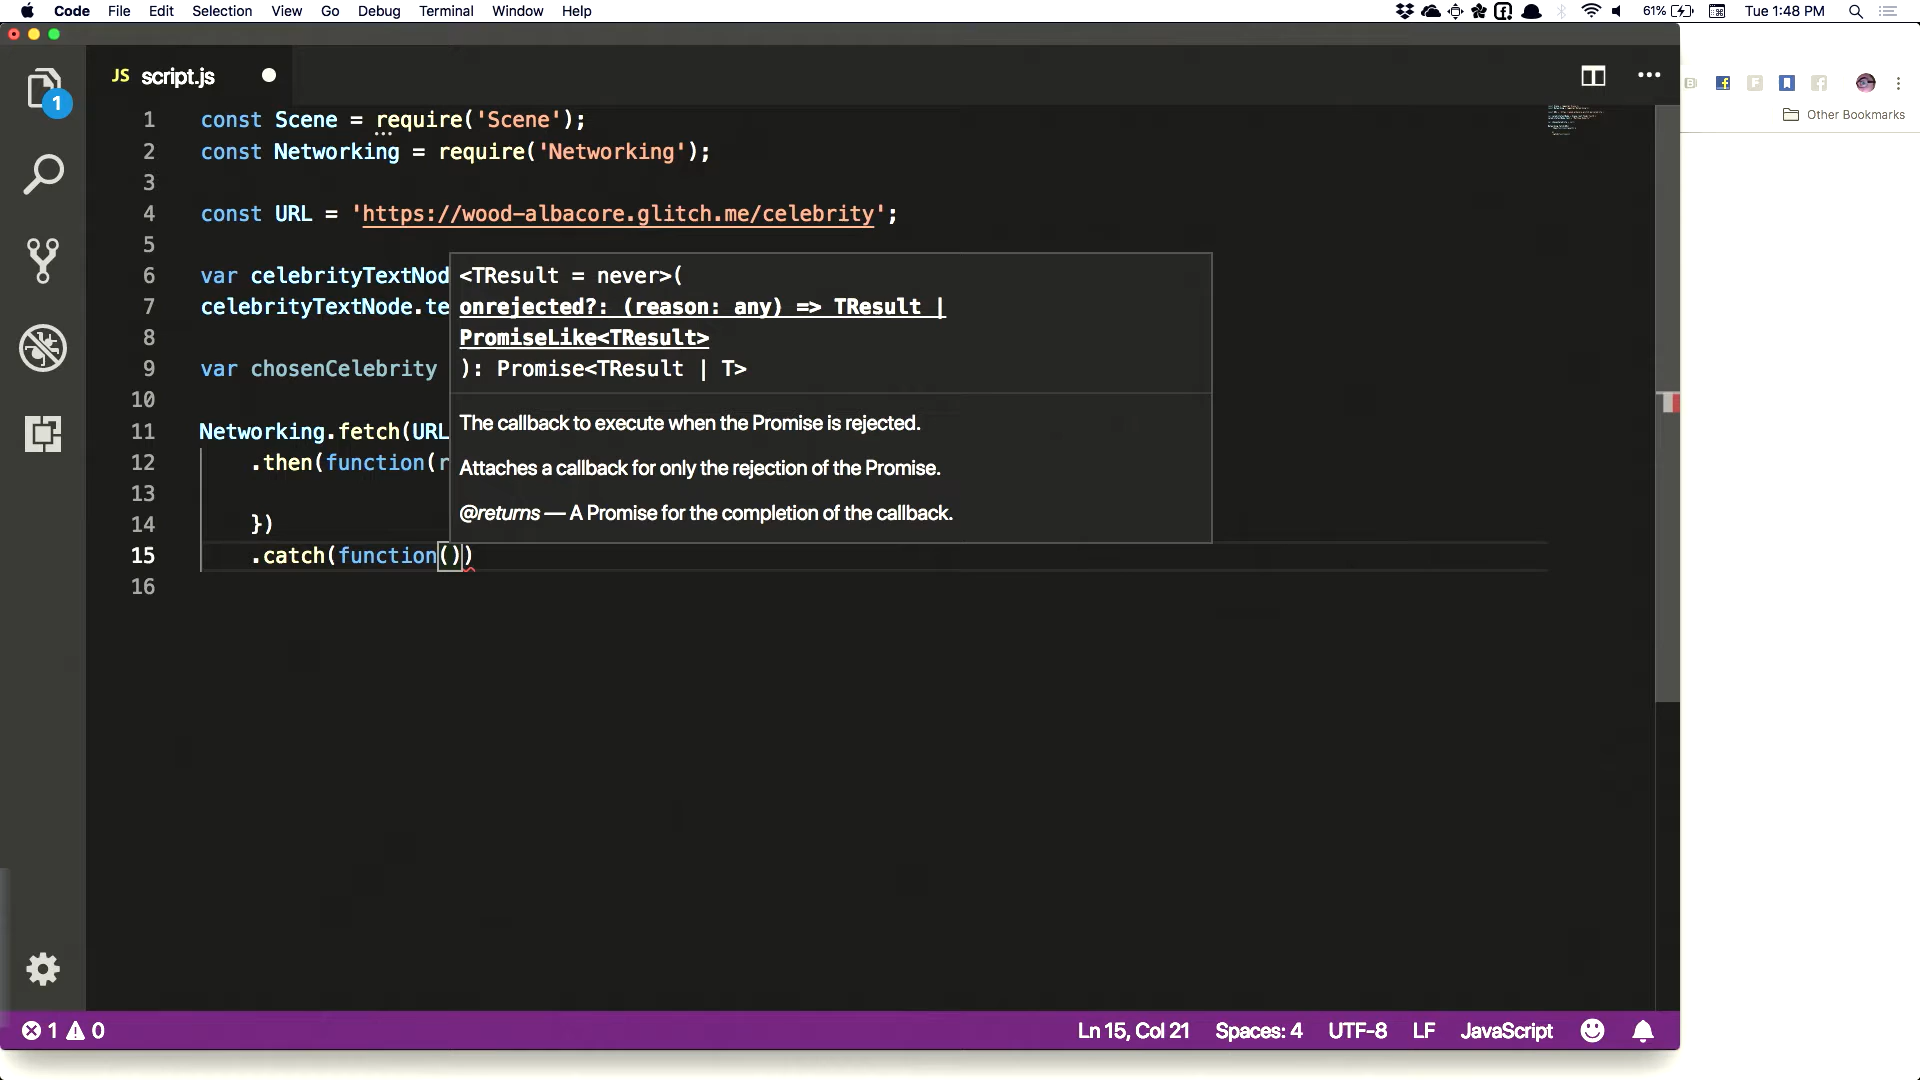 Code File Edit Selection View Go Debug Terminal Window Help 61% Tue 1:48 PM
JS script.js
Other Bookmarks
1
1 const Scene = require('Scene');
2 const Networking = require('Networking');
3
4 const URL = 'https://wood-albacore.glitch.me/celebrity';
5
6 var celebrityTextNod
7 celebrityTextNode.te
8
9 var chosenCelebrity
10
11 Networking.fetch(URL
12 .then(function(r
13
14 })
15 .catch(function())
16
<TResult = never>(
onrejected?: (reason: any) => TResult |
PromiseLike<TResult>
): Promise<TResult | T>
The callback to execute when the Promise is rejected.
Attaches a callback for only the rejection of the Promise.
@returns — A Promise for the completion of the callback.
1 0 Ln 15, Col 21 Spaces: 4 UTF-8 LF JavaScript